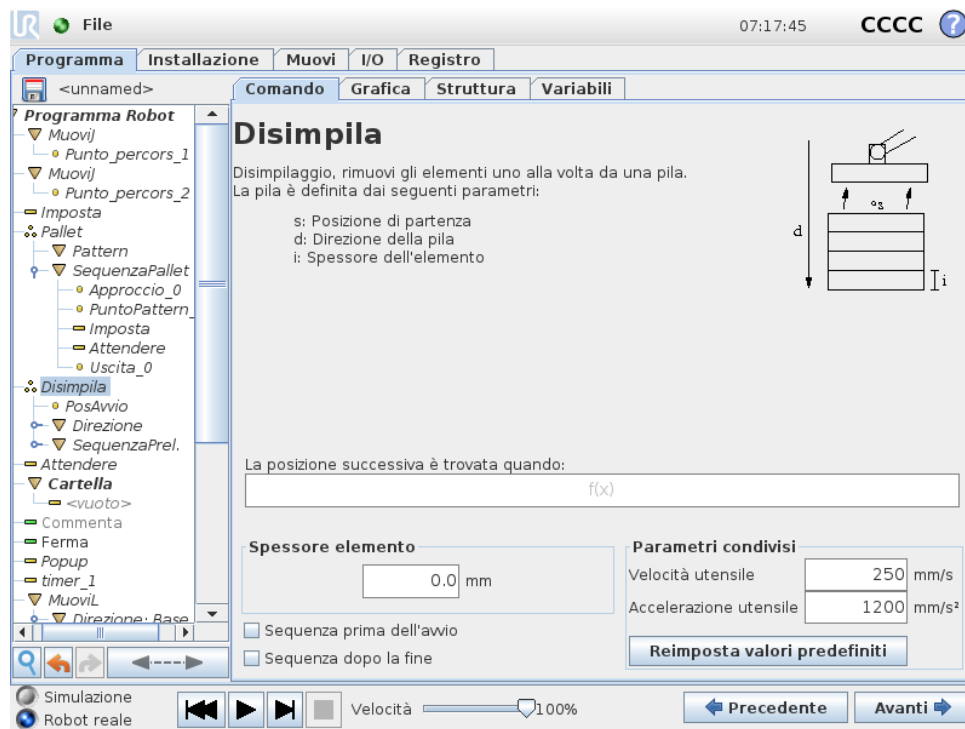 UR File 07:17:45 CCCC ?
Programma Installazione Muovi I/O Registro
<unnamed>
Comando Grafica Struttura Variabili
Programma Robot
MuoviJ
Punto_percors_1
MuoviJ
Punto_percors_2
Imposta
Pallet
Pattern
SequenzaPallet
Approccio_0
PuntoPattern_
Imposta
Attendere
Uscita_0
Disimpila
PosAvvio
Direzione
SequenzaPrel.
Attendere
Cartella
<vuoto>
Commenta
Ferma
Popup
timer_1
MuoviL
Direzione: Base
Disimpila
Disimpilaggio, rimuovi gli elementi uno alla volta da una pila.
La pila è definita dai seguenti parametri:
s: Posizione di partenza
d: Direzione della pila
i: Spessore dell'elemento
s
d
i
La posizione successiva è trovata quando:
f(x)
Spessore elemento
0.0 mm
Sequenza prima dell'avvio
Sequenza dopo la fine
Parametri condivisi
Velocità utensile 250 mm/s
Accelerazione utensile 1200 mm/s²
Reimposta valori predefiniti
Simulazione
Robot reale
Velocità 100%
Precedente Avanti